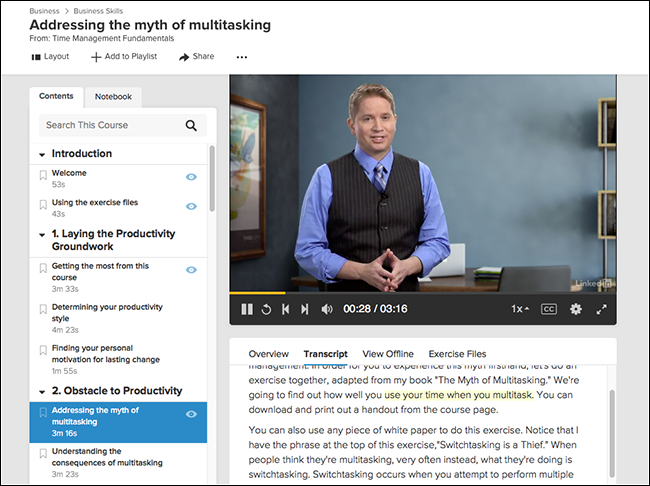 Business > Business Skills
Addressing the myth of multitasking
From: Time Management Fundamentals
Layout
Add to Playlist
Share
Contents
Notebook
Search This Course
Introduction
Welcome
53s
Using the exercise files
43s
1. Laying the Productivity
Groundwork
Getting the most from this
course
3m 33s
Determining your productivity
style
4m 23s
Finding your personal
motivation for lasting change
1m 55s
2. Obstacle to Productivity
Addressing the myth of
multitasking
3m 16s
Understanding the
consequences of multitasking
4m 23s
00:28 / 03:16
1x
CC
Overview
Transcript
View Offline
Exercise Files
management. In order for you to experience this myth firsthand, let's do an
exercise together, adapted from my book "The Myth of Multitasking." We're
going to find out how well you use your time when you multitask. You can
download and print out a handout from the course page.
You can also use any piece of white paper to do this exercise. Notice that I
have the phrase at the top of this exercise,"Switchtasking is a Thief." When
people think they're multitasking, very often instead, what they're doing is
switchtasking. Switchtasking occurs when you attempt to perform multiple